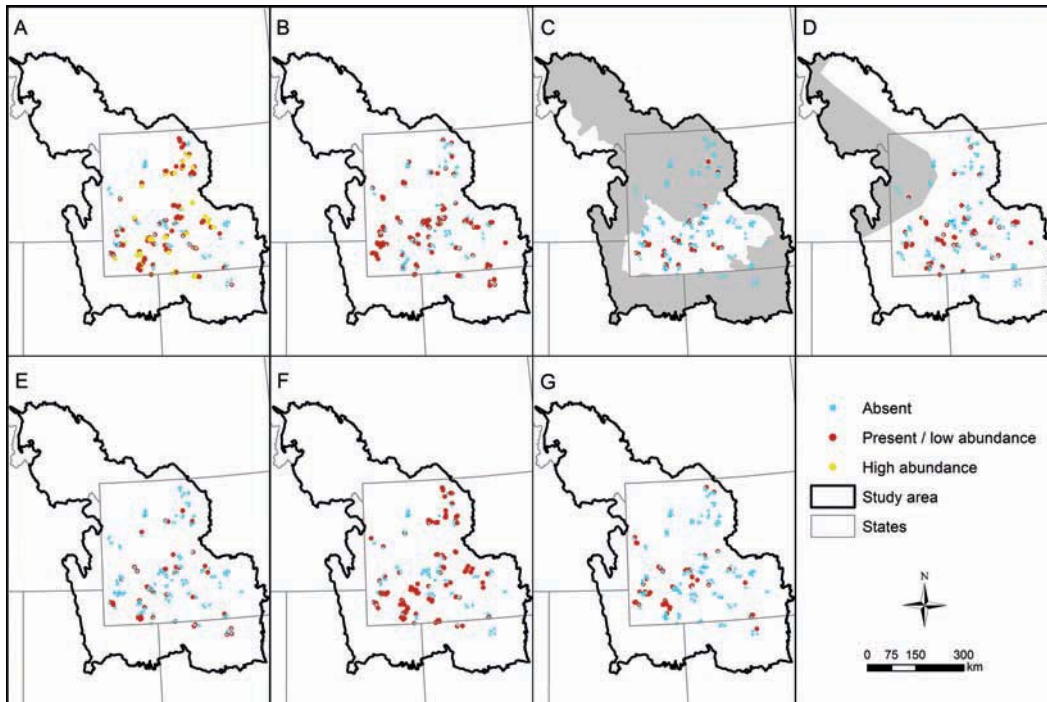 A
B
C
D
E
F
G
Absent
Present / low abundance
High abundance
Study area
States
N
0 75 150 300
km